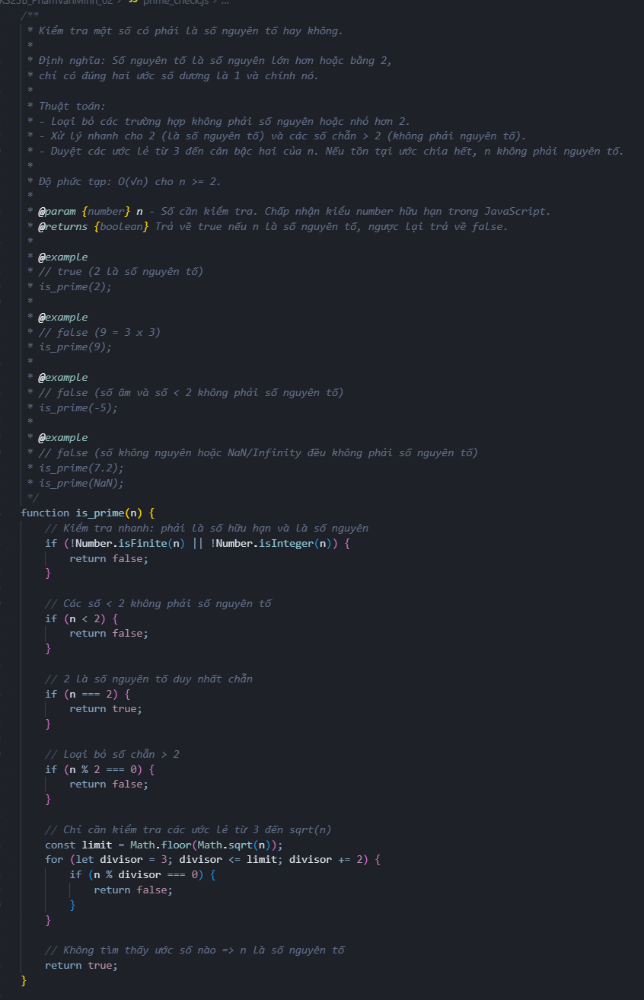 KS23B_PhamVanMinh_02 > JS prime_check.js > ...
/**
 * Kiểm tra một số có phải là số nguyên tố hay không.
 *
 * Định nghĩa: Số nguyên tố là số nguyên lớn hơn hoặc bằng 2,
 * chỉ có đúng hai ước số dương là 1 và chính nó.
 *
 * Thuật toán:
 * - Loại bỏ các trường hợp không phải số nguyên hoặc nhỏ hơn 2.
 * - Xử lý nhanh cho 2 (là số nguyên tố) và các số chẵn > 2 (không phải nguyên tố).
 * - Duyệt các ước lẻ từ 3 đến căn bậc hai của n. Nếu tồn tại ước chia hết, n không phải nguyên tố.
 *
 * Độ phức tạp: O(√n) cho n >= 2.
 *
 * @param {number} n - Số cần kiểm tra. Chấp nhận kiểu number hữu hạn trong JavaScript.
 * @returns {boolean} Trả về true nếu n là số nguyên tố, ngược lại trả về false.
 *
 * @example
 * // true (2 là số nguyên tố)
 * is_prime(2);
 *
 * @example
 * // false (9 = 3 x 3)
 * is_prime(9);
 *
 * @example
 * // false (số âm và số < 2 không phải số nguyên tố)
 * is_prime(-5);
 *
 * @example
 * // false (số không nguyên hoặc NaN/Infinity đều không phải số nguyên tố)
 * is_prime(7.2);
 * is_prime(NaN);
 */
function is_prime(n) {
    // Kiểm tra nhanh: phải là số hữu hạn và là số nguyên
    if (!Number.isFinite(n) || !Number.isInteger(n)) {
        return false;
    }

    // Các số < 2 không phải số nguyên tố
    if (n < 2) {
        return false;
    }

    // 2 là số nguyên tố duy nhất chẵn
    if (n === 2) {
        return true;
    }

    // Loại bỏ số chẵn > 2
    if (n % 2 === 0) {
        return false;
    }

    // Chỉ cần kiểm tra các ước lẻ từ 3 đến sqrt(n)
    const limit = Math.floor(Math.sqrt(n));
    for (let divisor = 3; divisor <= limit; divisor += 2) {
        if (n % divisor === 0) {
            return false;
        }
    }

    // Không tìm thấy ước số nào => n là số nguyên tố
    return true;
}